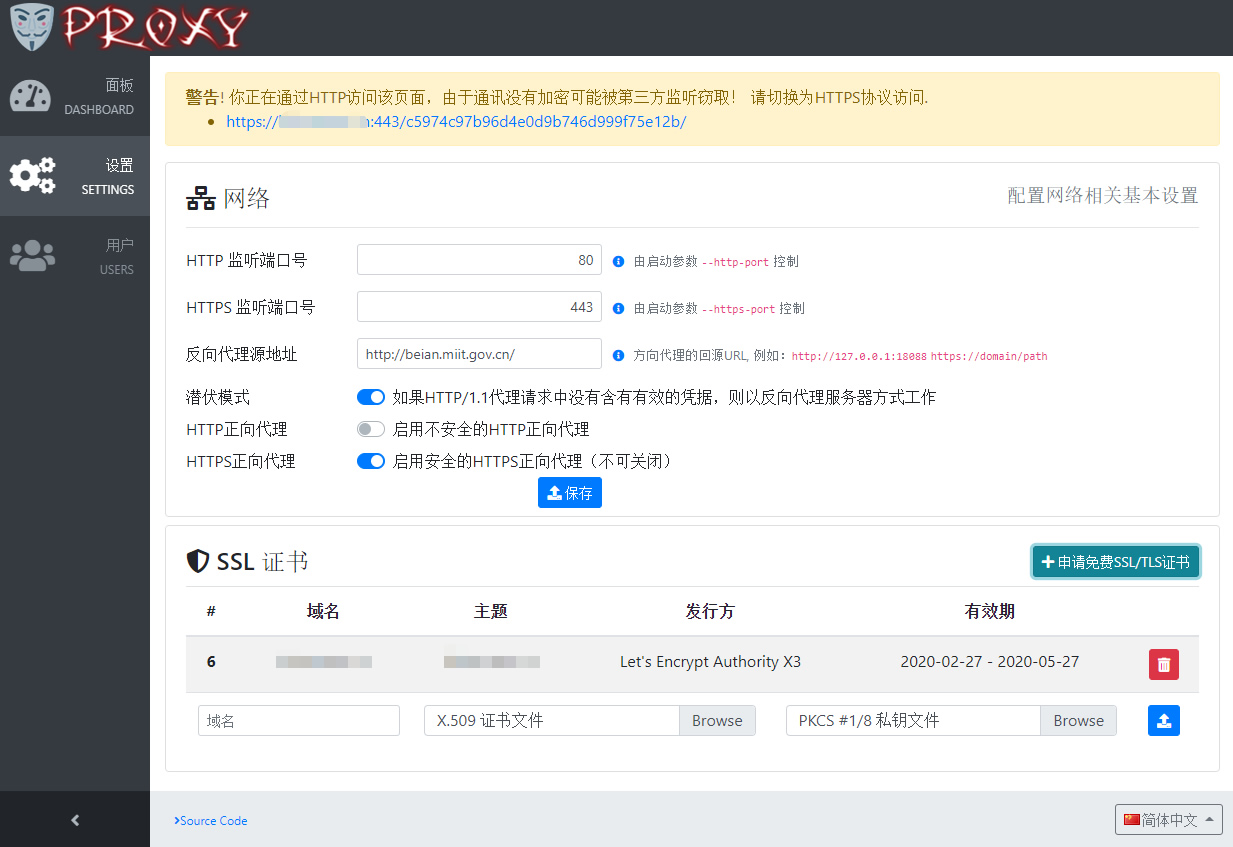 PROXY
面板
DASHBOARD
设置
SETTINGS
用户
USERS
警告! 你正在通过HTTP访问该页面，由于通讯没有加密可能被第三方监听窃取！ 请切换为HTTPS协议访问.
https:// :443/c5974c97b96d4e0d9b746d999f75e12b/
网络
配置网络相关基本设置
HTTP 监听端口号 80 由启动参数 --http-port 控制
HTTPS 监听端口号 443 由启动参数 --https-port 控制
反向代理源地址 http://beian.miit.gov.cn/ 方向代理的回源URL, 例如：http://127.0.0.1:18088 https://domain/path
潜伏模式 如果HTTP/1.1代理请求中没有含有有效的凭据，则以反向代理服务器方式工作
HTTP正向代理 启用不安全的HTTP正向代理
HTTPS正向代理 启用安全的HTTPS正向代理（不可关闭）
保存
SSL 证书
申请免费SSL/TLS证书
# 域名 主题 发行方 有效期
6 Let's Encrypt Authority X3 2020-02-27 - 2020-05-27
域名 X.509 证书文件 Browse PKCS #1/8 私钥文件 Browse
Source Code
简体中文